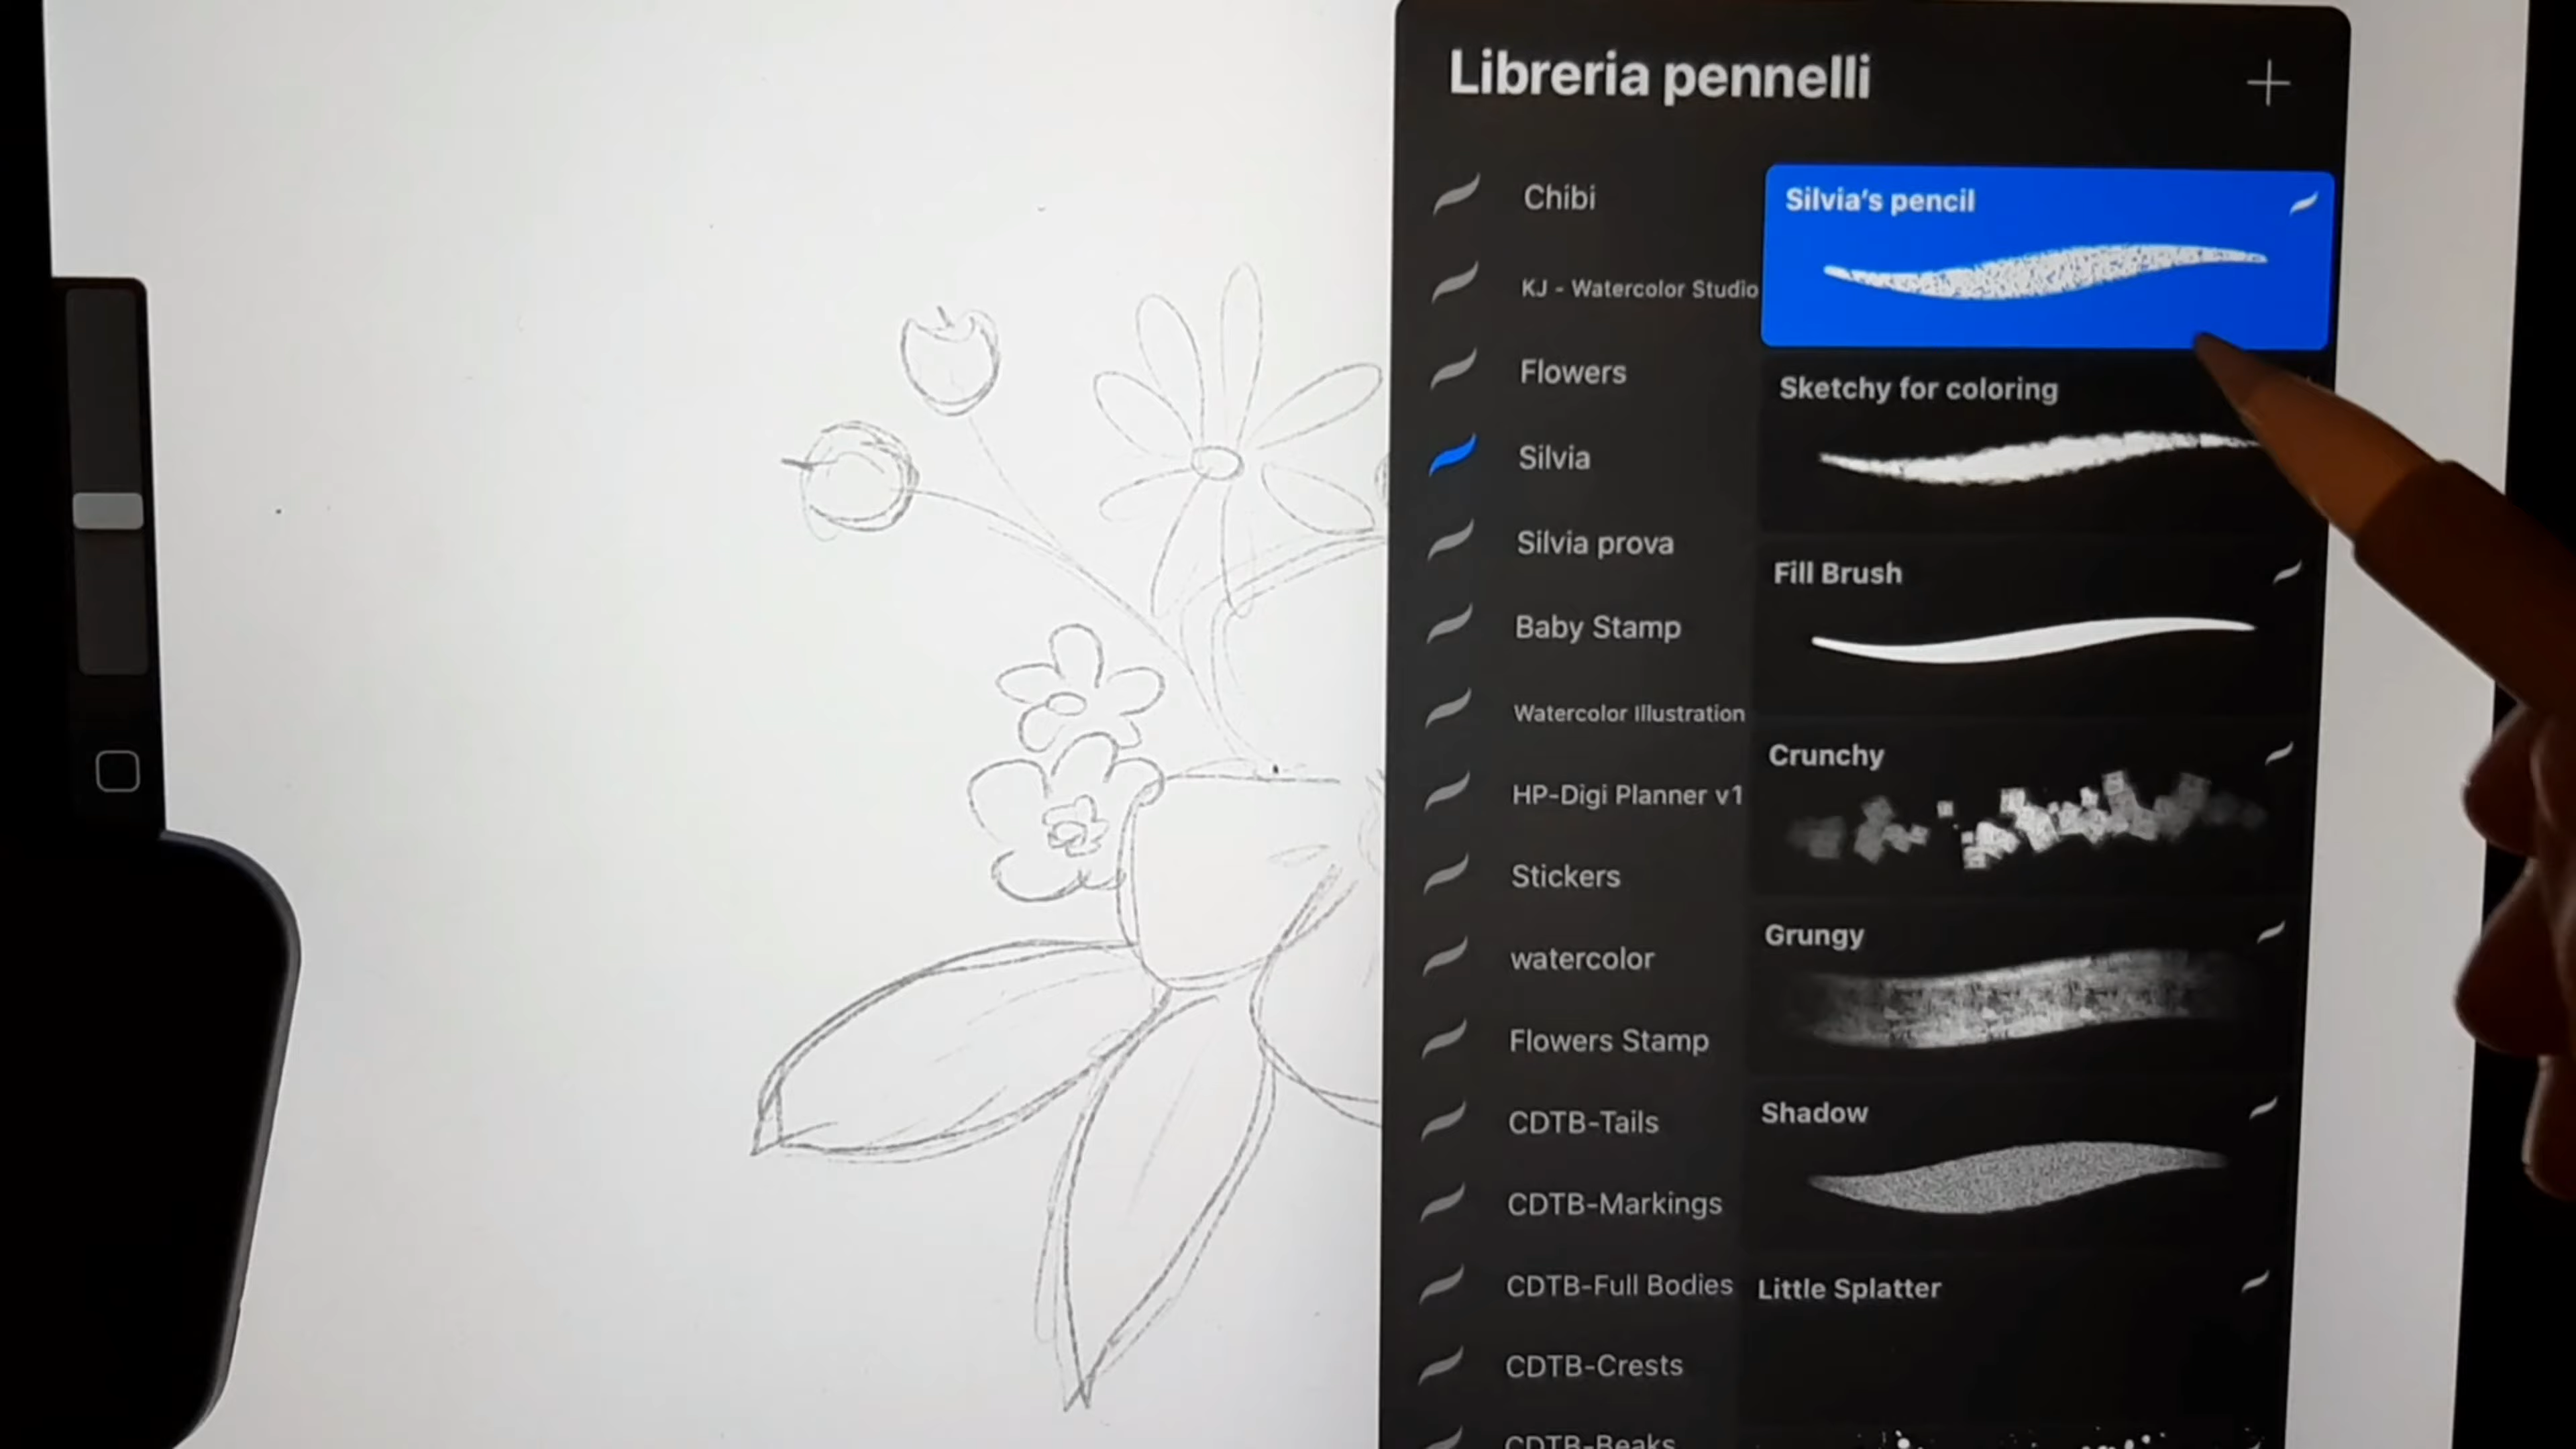 Libreria pennelli
Chibi
KJ - Watercolor Studio
Flowers
Silvia
Silvia prova
Baby Stamp
Watercolor Illustration
HP-Digi Planner v1
Stickers
watercolor
Flowers Stamp
CDTB-Tails
CDTB-Markings
CDTB-Full Bodies
CDTB-Crests
CDTB-Beaks
Silvia's pencil
Sketchy for coloring
Fill Brush
Crunchy
Grungy
Shadow
Little Splatter